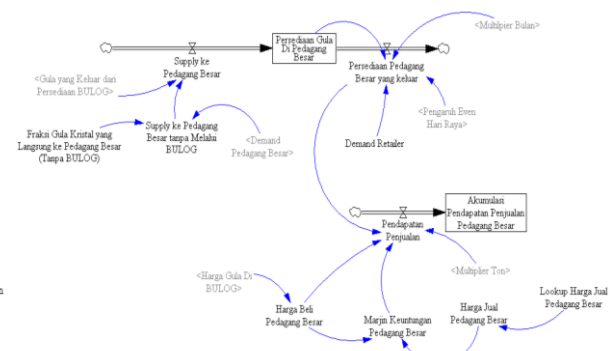 <Multilpier Bulan>
Persediaan Gula
Di Pedagang
Besar
Supply ke
Pedagang Besar
Persediaan Pedagang
Besar yang keluar
<Gula yang Keluar dari
Persediaan BULOG>
<Pengaruh Even
Hari Raya>
Fraksi Gula Kristal yang
Langsung ke Pedagang Besar
(Tanpa BULOG)
Supply ke Pedagang
Besar tanpa Melalui
BULOG
<Demand
Pedagang Besar>
Demand Retailer
Akumulasi
Pendapatan Penjualan
Pedagang Besar
Pendapatan
Penjualan
<Harga Gula Di
BULOG>
<Multiplier Ton>
Harga Beli
Pedagang Besar
Marjin Keuntungan
Pedagang Besar
Harga Jual
Pedagang Besar
Lookup Harga Jual
Pedagang Besar
n